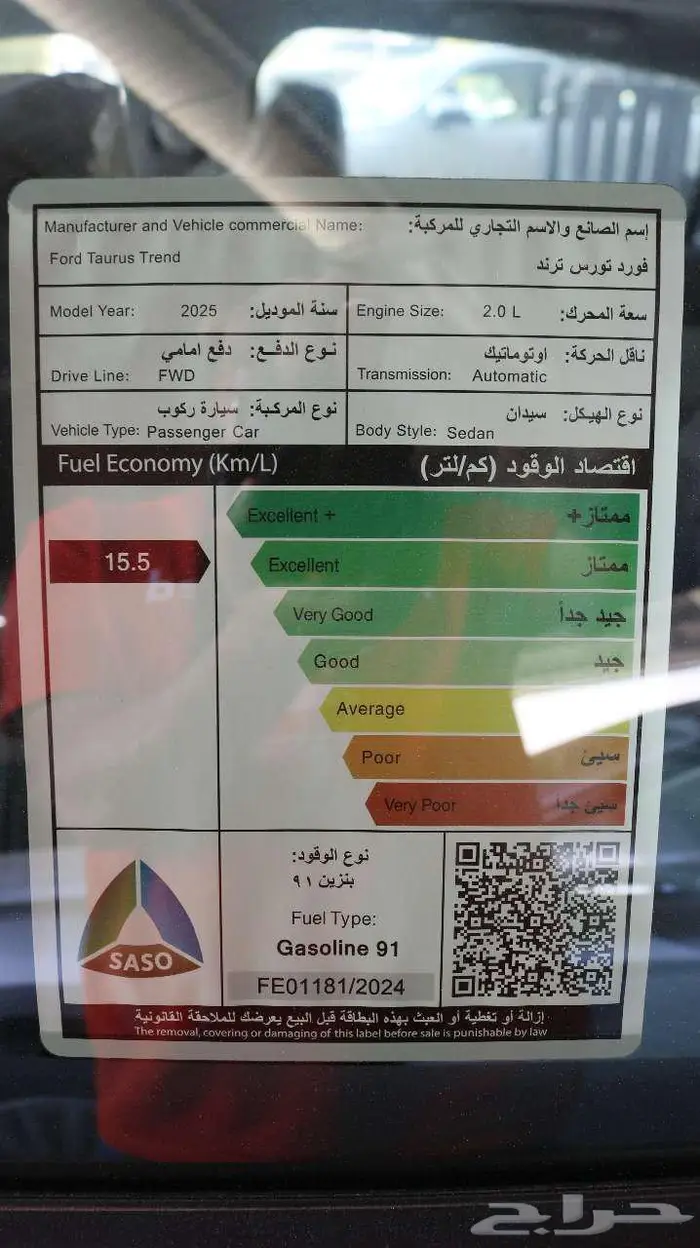 Manufacturer and Vehicle commercial Name: إسم الصانع والاسم التجاري للمركبة:
Ford Taurus Trend فورد تورس ترند
Model Year: 2025 سنة الموديل: Engine Size: 2.0 L سعة المحرك:
نوع الدفع: دفع امامي ناقل الحركة: اوتوماتيك
Drive Line: FWD Transmission: Automatic
نوع المركبة: سيارة ركوب نوع الهيكل: سيدان
Vehicle Type: Passenger Car Body Style: Sedan
Fuel Economy (Km/L) اقتصاد الوقود (كم/لتر)
Excellent + ممتاز+
15.5 Excellent ممتاز
Very Good جيد جداً
Good جيد
Average
Poor سيئ
Very Poor سيئ جداً
نوع الوقود:
بنزين ٩١
Fuel Type:
Gasoline 91
SASO
FE01181/2024
إزالة أو تغطية أو العبث بهذه البطاقة قبل البيع يعرضك للملاحقة القانونية
The removal, covering or damaging of this label before sale is punishable by law
حراج